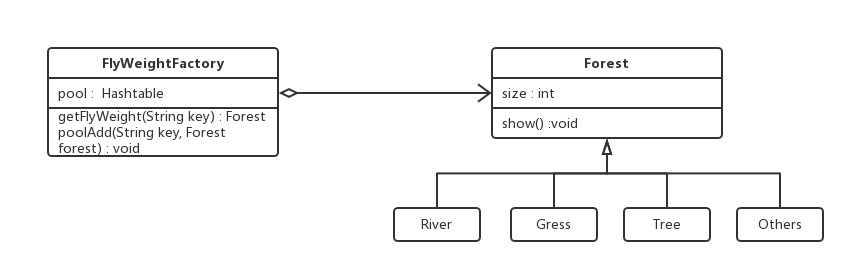 FlyWeightFactory
pool :  Hashtable
getFlyWeight(String key) : Forest
poolAdd(String key, Forest
forest) : void
Forest
size : int
show() :void
River
Gress
Tree
Others